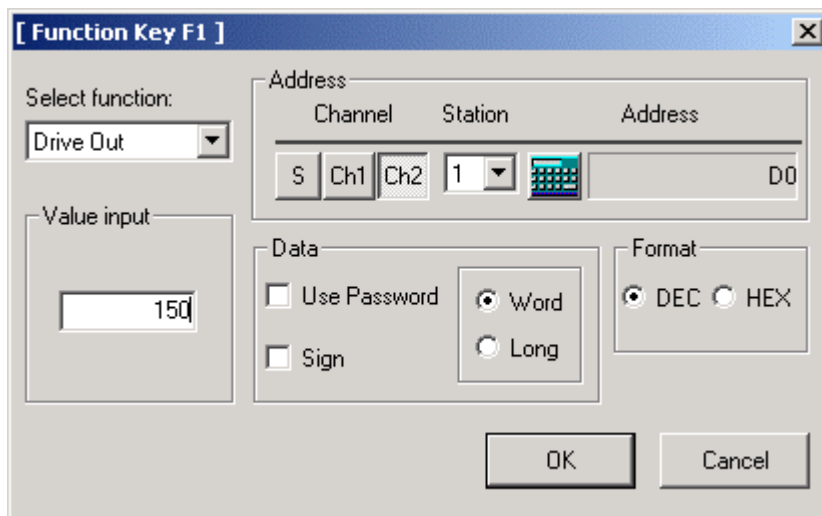 [ Function Key F1 ]
Select function:
Drive Out
Address
Channel Station Address
S Ch1 Ch2 1 D0
Value input
150
Data
Use Password
Sign
Word
Long
Format
DEC HEX
OK Cancel